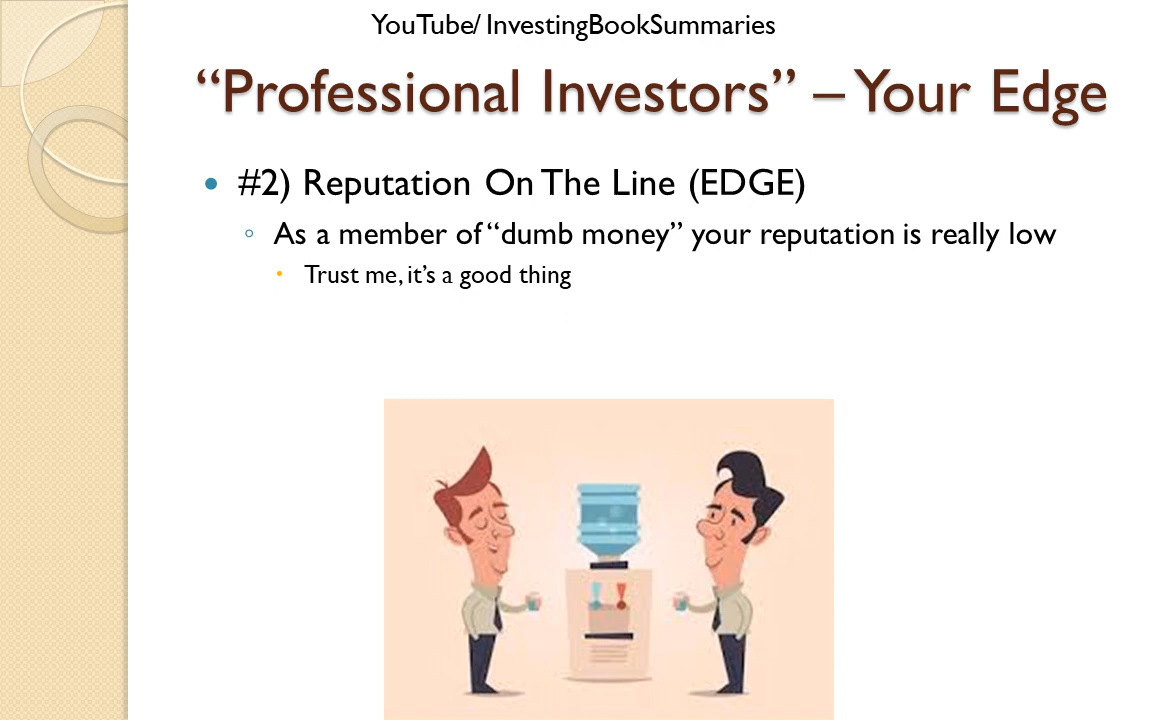 YouTube/ InvestingBookSummaries
“Professional Investors” – Your Edge
#2) Reputation On The Line (EDGE)
As a member of “dumb money” your reputation is really low
Trust me, it’s a good thing